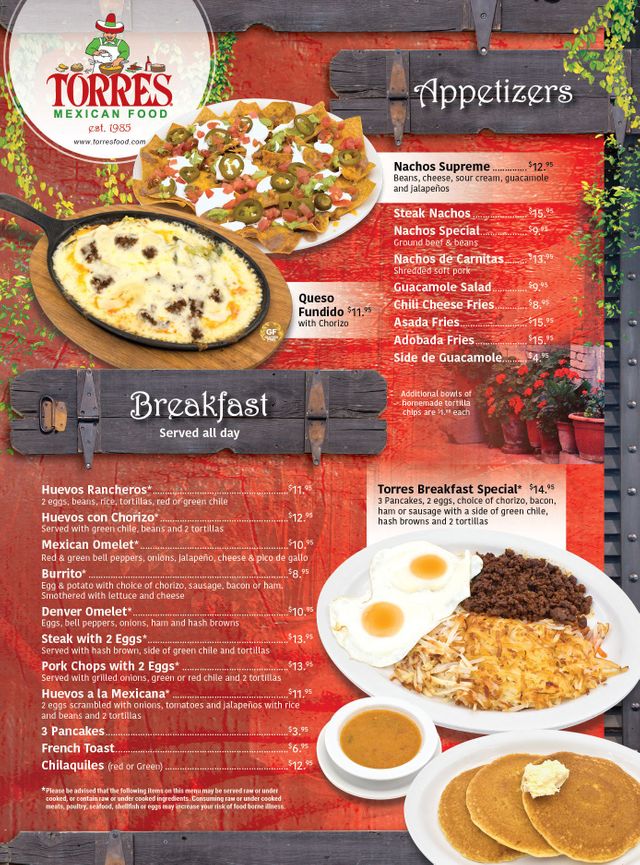 TORRES
MEXICAN FOOD
est. 1985
www.torresfood.com
Appetizers
Nachos Supreme .............. $12.95
Beans, cheese, sour cream, guacamole
and jalapeños
Steak Nachos.................$15.95
Nachos Special...............$9.95
Ground beef & beans
Nachos de Carnitas.......$13.95
Shredded soft pork
Guacamole Salad............$9.95
Chili Cheese Fries...........$8.95
Asada Fries.....................$15.95
Adobada Fries................$15.95
Side de Guacamole.........$4.95
Additional bowls of
homemade tortilla
chips are
each
Queso
Fundido $11.95
with Chorizo
GF
Breakfast
Served all day
Huevos Rancheros*.............................$11.95
2 eggs, beans, rice, tortillas, red or green chile
Huevos con Chorizo*...........................$12.95
Served with green chile, beans and 2 tortillas
Mexican Omelet*................................$10.95
Red & green bell peppers, onions, jalapeño, cheese & pico de gallo
Burrito*..............................................$8.95
Egg & potato with choice of chorizo, sausage, bacon or ham.
Smothered with lettuce and cheese
Denver Omelet*..................................$10.95
Eggs, bell peppers, onions, ham and hash browns
Steak with 2 Eggs*..............................$13.95
Served with hash brown, side of green chile and tortillas
Pork Chops with 2 Eggs*.....................$13.95
Served with grilled onions, green or red chile and 2 tortillas
Huevos a la Mexicana*........................$11.95
2 eggs scrambled with onions, tomatoes and jalapeños with rice
and beans and 2 tortillas
3 Pancakes..........................................$3.95
French Toast........................................$6.95
Chilaquiles (red or Green)....................$12.95
*Please be advised that the following items on this menu may be served raw or under
cooked, or contain raw or under cooked ingredients. Consuming raw or under cooked
meats, poultry, seafood, shellfish or eggs may increase your risk of food borne illness.
Torres Breakfast Special* $14.95
3 Pancakes, 2 eggs, choice of chorizo, bacon,
ham or sausage with a side of green chile,
hash browns and 2 tortillas